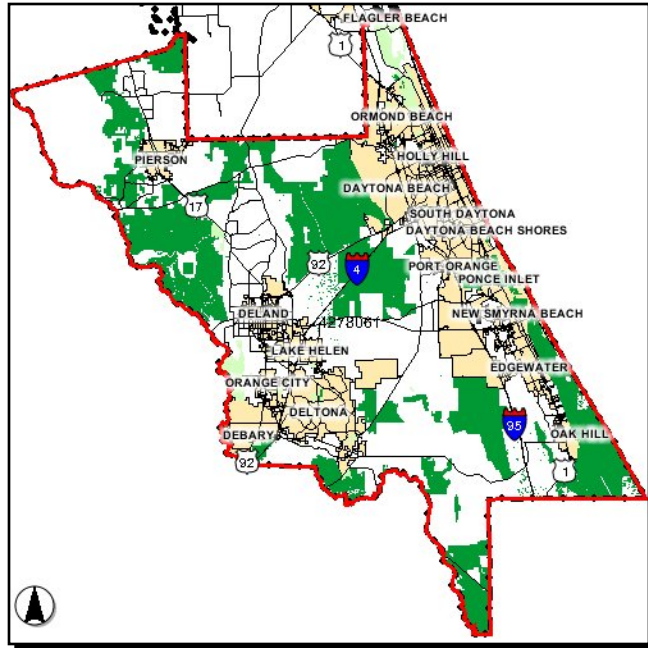 FLAGLER BEACH
1
ORMOND BEACH
HOLLY HILL
PIERSON
DAYTONA BEACH
17
SOUTH DAYTONA
DAYTONA BEACH SHORES
92
4
PORT ORANGE
PONCE INLET
DELAND
4278061
NEW SMYRNA BEACH
LAKE HELEN
EDGEWATER
ORANGE CITY
DELTONA
95
DEBARY
OAK HILL
92
1